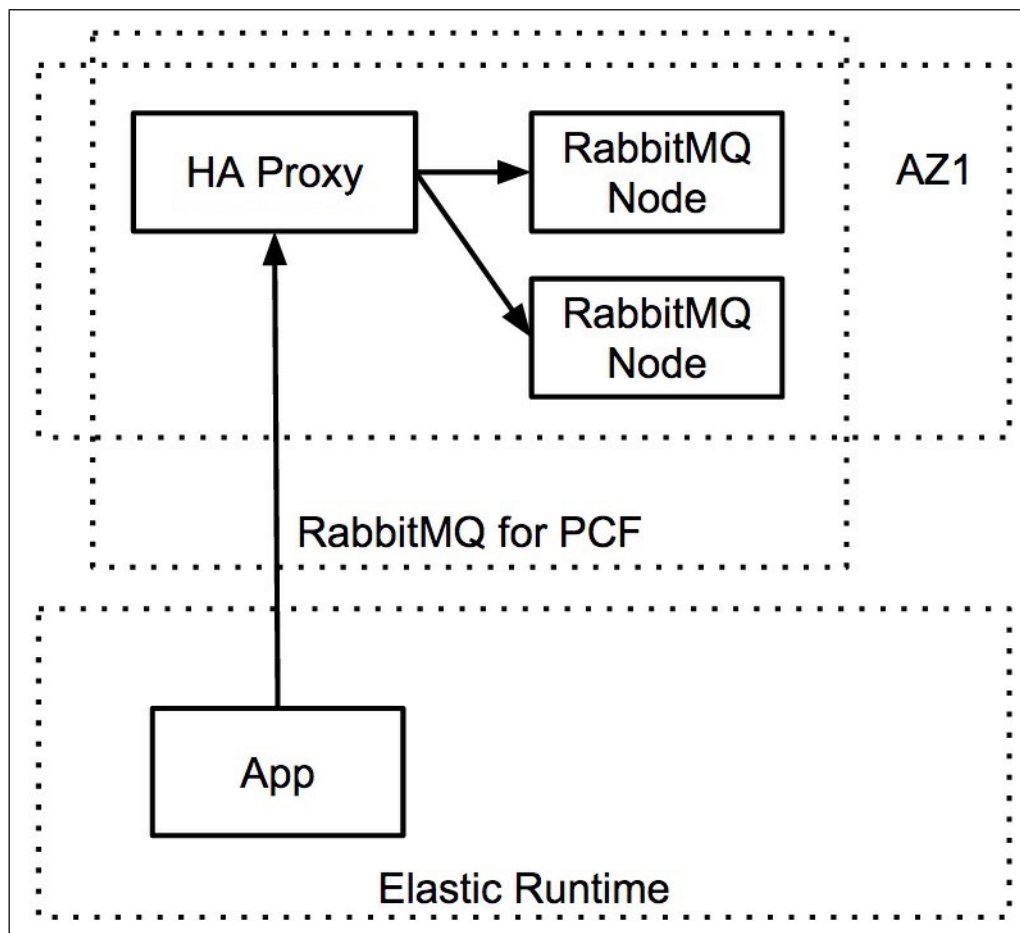 HA Proxy
RabbitMQ
Node
AZ1
RabbitMQ
Node
RabbitMQ for PCF
App
Elastic Runtime